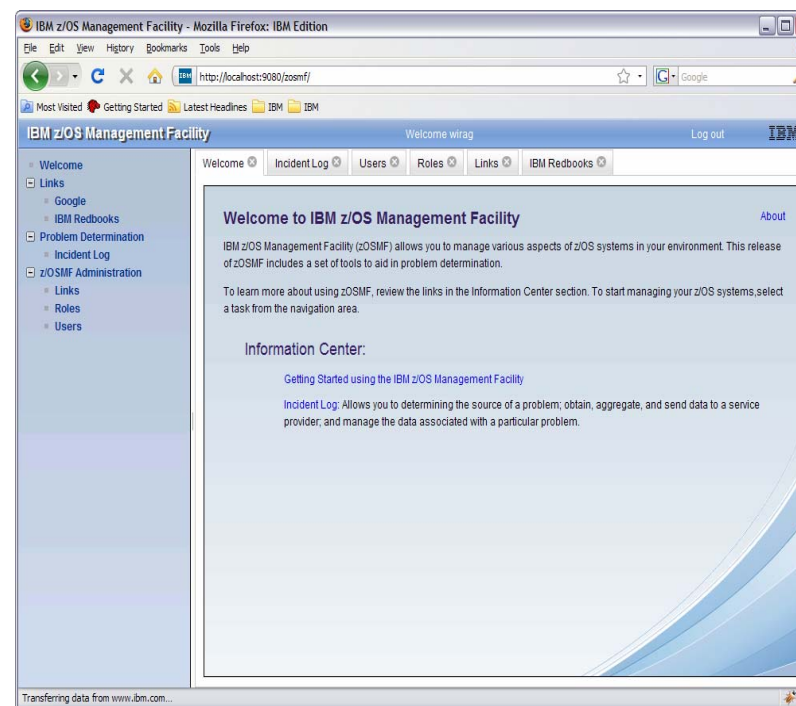 IBM z/OS Management Facility - Mozilla Firefox: IBM Edition
File Edit View History Bookmarks Tools Help
IBM http://localhost:9080/zosmf/ G Google
Most Visited Getting Started Latest Headlines IBM IBM
IBM z/OS Management Facility Welcome wirag Log out IBM
Welcome
Links
Google
IBM Redbooks
Problem Determination
Incident Log
z/OSMF Administration
Links
Roles
Users
Welcome Incident Log Users Roles Links IBM Redbooks
Welcome to IBM z/OS Management Facility About
IBM z/OS Management Facility (zOSMF) allows you to manage various aspects of z/OS systems in your environment. This release
of zOSMF includes a set of tools to aid in problem determination.
To learn more about using zOSMF, review the links in the Information Center section. To start managing your z/OS systems,select
a task from the navigation area.
Information Center:
Getting Started using the IBM z/OS Management Facility
Incident Log: Allows you to determining the source of a problem; obtain, aggregate, and send data to a service
provider; and manage the data associated with a particular problem.
Transferring data from www.ibm.com...